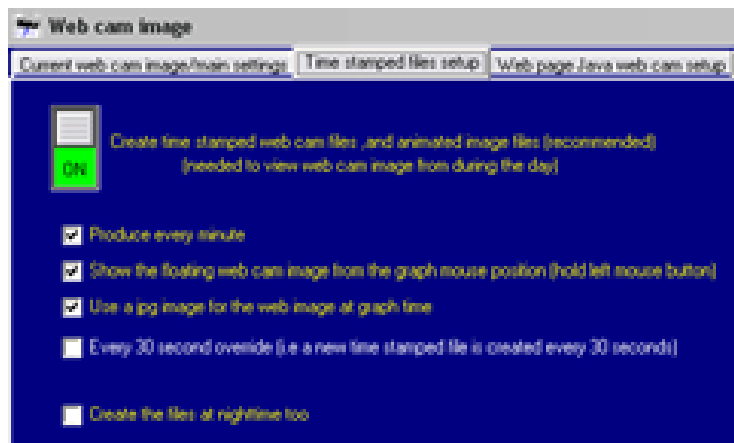 Web cam image
Current web cam image/main settings Time stamped files setup Web page Java web cam setup
Create time stamped web cam files ,and animated image files (recommended)
(needed to view web cam image from during the day)
ON
Produce every minute
Show the floating web cam image from the graph mouse position (hold left mouse button)
Use a jpg image for the web image at graph time
Every 30 second override (i.e a new time stamped file is created every 30 seconds)
Create the files at nighttime too